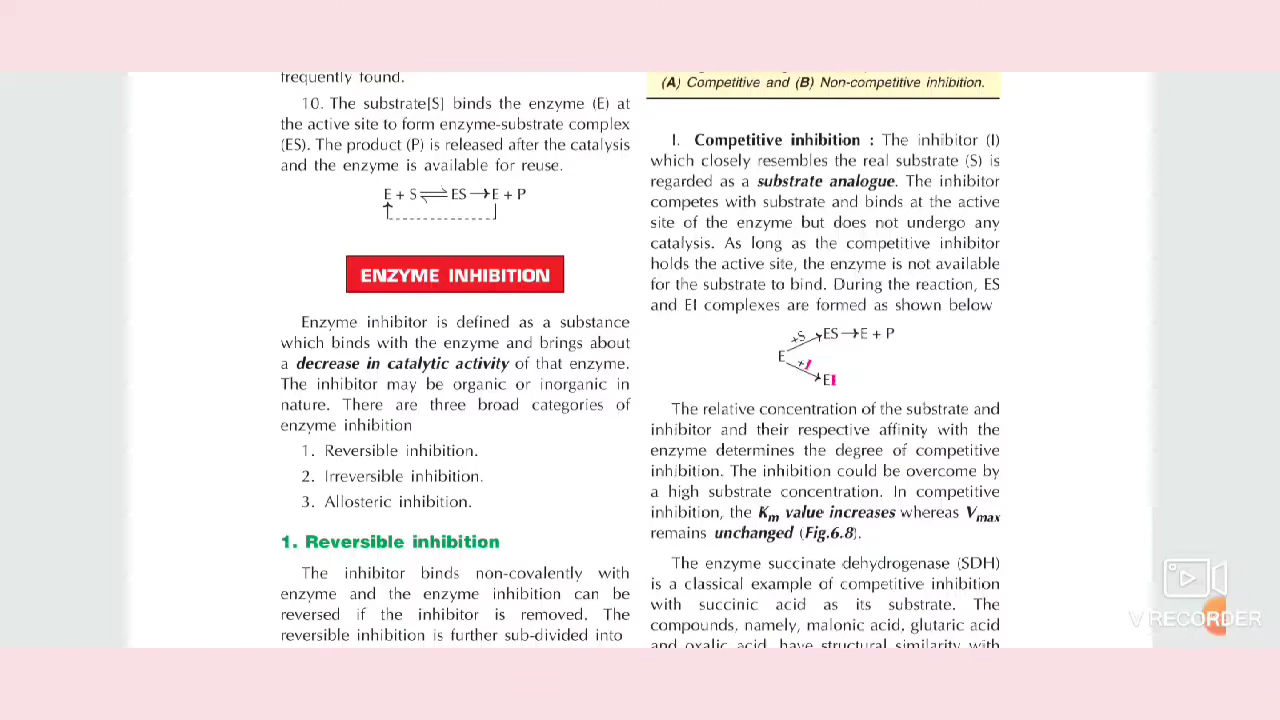 frequently found.
10. The substrate[S] binds the enzyme (E) at
the active site to form enzyme-substrate complex
(ES). The product (P) is released after the catalysis
and the enzyme is available for reuse.
E + S ⇌ ES → E + P
ENZYME INHIBITION
Enzyme inhibitor is defined as a substance
which binds with the enzyme and brings about
a decrease in catalytic activity of that enzyme.
The inhibitor may be organic or inorganic in
nature. There are three broad categories of
enzyme inhibition
1. Reversible inhibition.
2. Irreversible inhibition.
3. Allosteric inhibition.
1. Reversible inhibition
The inhibitor binds non-covalently with
enzyme and the enzyme inhibition can be
reversed if the inhibitor is removed. The
reversible inhibition is further sub-divided into
(A) Competitive and (B) Non-competitive inhibition.
I. Competitive inhibition : The inhibitor (I)
which closely resembles the real substrate (S) is
regarded as a substrate analogue. The inhibitor
competes with substrate and binds at the active
site of the enzyme but does not undergo any
catalysis. As long as the competitive inhibitor
holds the active site, the enzyme is not available
for the substrate to bind. During the reaction, ES
and EI complexes are formed as shown below
+S ES → E + P
E
+I
EI
The relative concentration of the substrate and
inhibitor and their respective affinity with the
enzyme determines the degree of competitive
inhibition. The inhibition could be overcome by
a high substrate concentration. In competitive
inhibition, the Km value increases whereas Vmax
remains unchanged (Fig.6.8).
The enzyme succinate dehydrogenase (SDH)
is a classical example of competitive inhibition
with succinic acid as its substrate. The
compounds, namely, malonic acid, glutaric acid
and oxalic acid, have structural similarity with
V RECORDER